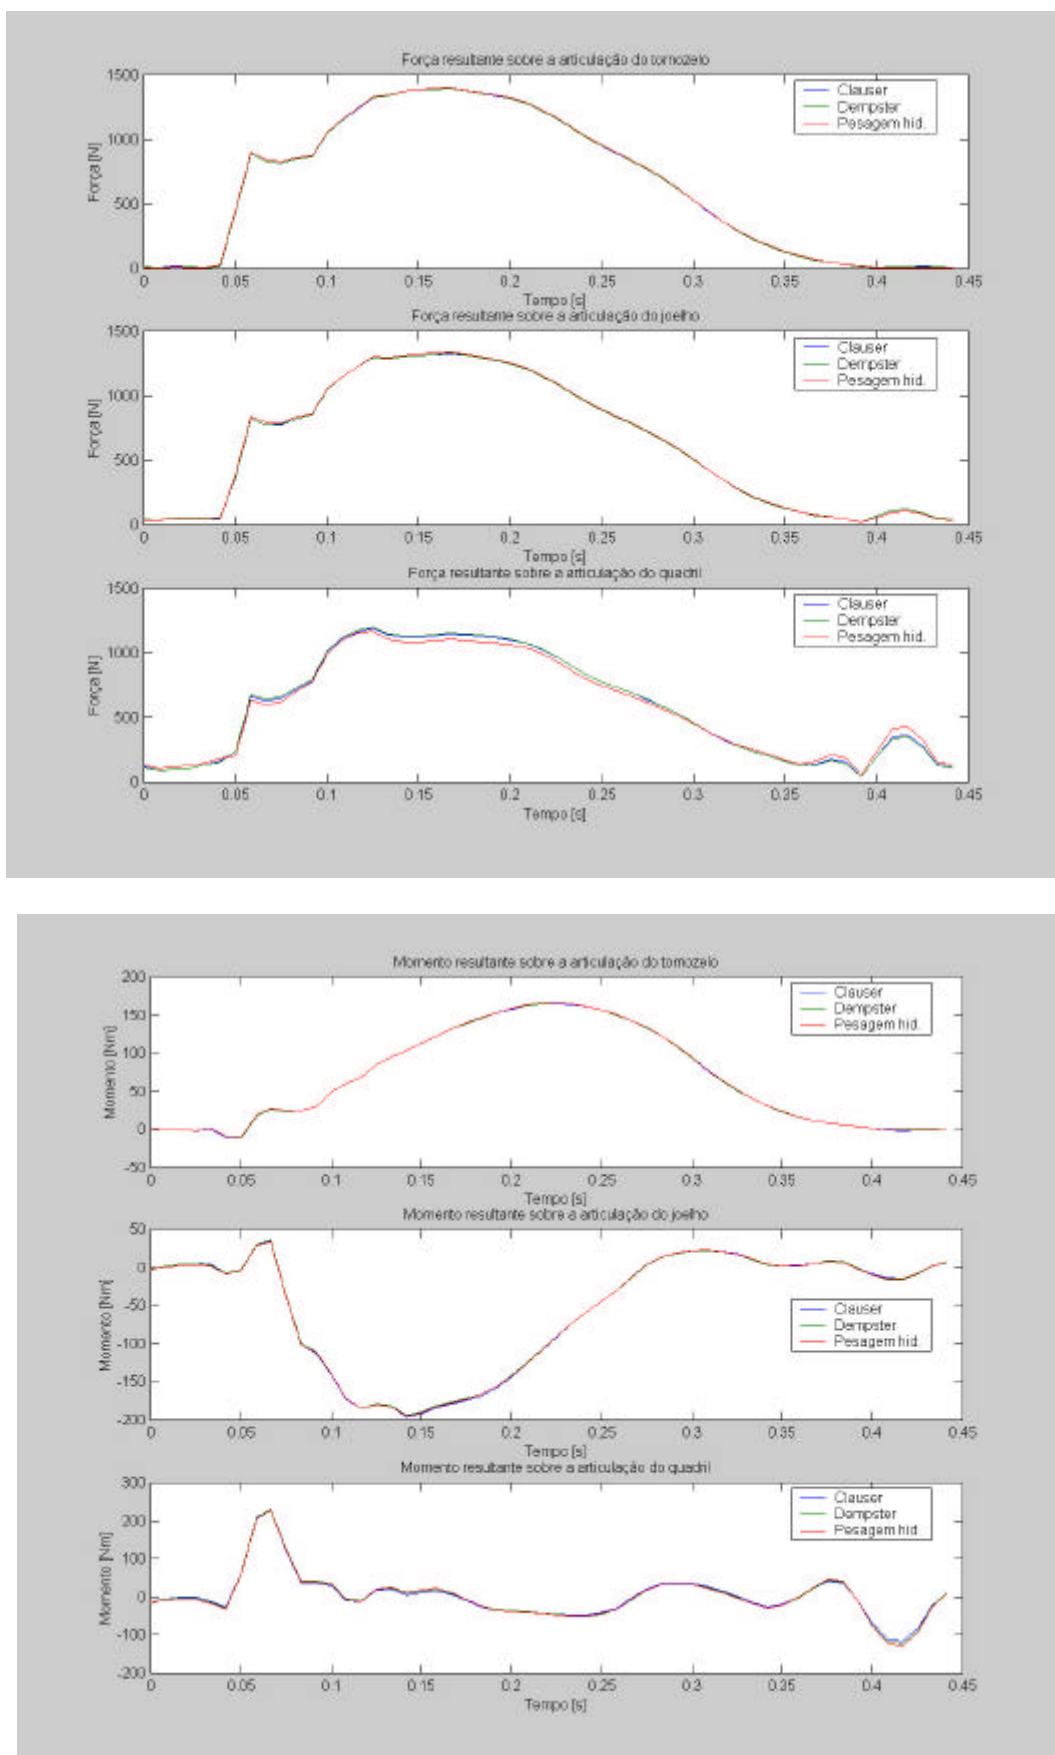 Força resultante sobre a articulação do tornozelo
1500
Clauser
Dempster
1000
Pesagem hid.
Força [N]
500
0
0 0.05 0.1 0.15 0.2 0.25 0.3 0.35 0.4 0.45
Tempo [s]
Força resultante sobre a articulação do joelho
1500
Clauser
Dempster
1000
Pesagem hid.
Força [N]
500
0
0 0.05 0.1 0.15 0.2 0.25 0.3 0.35 0.4 0.45
Tempo [s]
Força resultante sobre a articulação do quadril
1500
Clauser
Dempster
1000
Pesagem hid.
Força [N]
500
0
0 0.05 0.1 0.15 0.2 0.25 0.3 0.35 0.4 0.45
Tempo [s]
Momento resultante sobre a articulação do tornozelo
200
Clauser
150
Dempster
Pesagem hid.
100
Momento [Nm]
50
0
-50
0 0.05 0.1 0.15 0.2 0.25 0.3 0.35 0.4 0.45
Tempo [s]
Momento resultante sobre a articulação do joelho
50
0
-50
Momento [Nm]
Clauser
Dempster
-100
Pesagem hid.
-150
-200
0 0.05 0.1 0.15 0.2 0.25 0.3 0.35 0.4 0.45
Tempo [s]
Momento resultante sobre a articulação do quadril
300
Clauser
200
Dempster
Pesagem hid.
100
Momento [Nm]
0
-100
-200
0 0.05 0.1 0.15 0.2 0.25 0.3 0.35 0.4 0.45
Tempo [s]